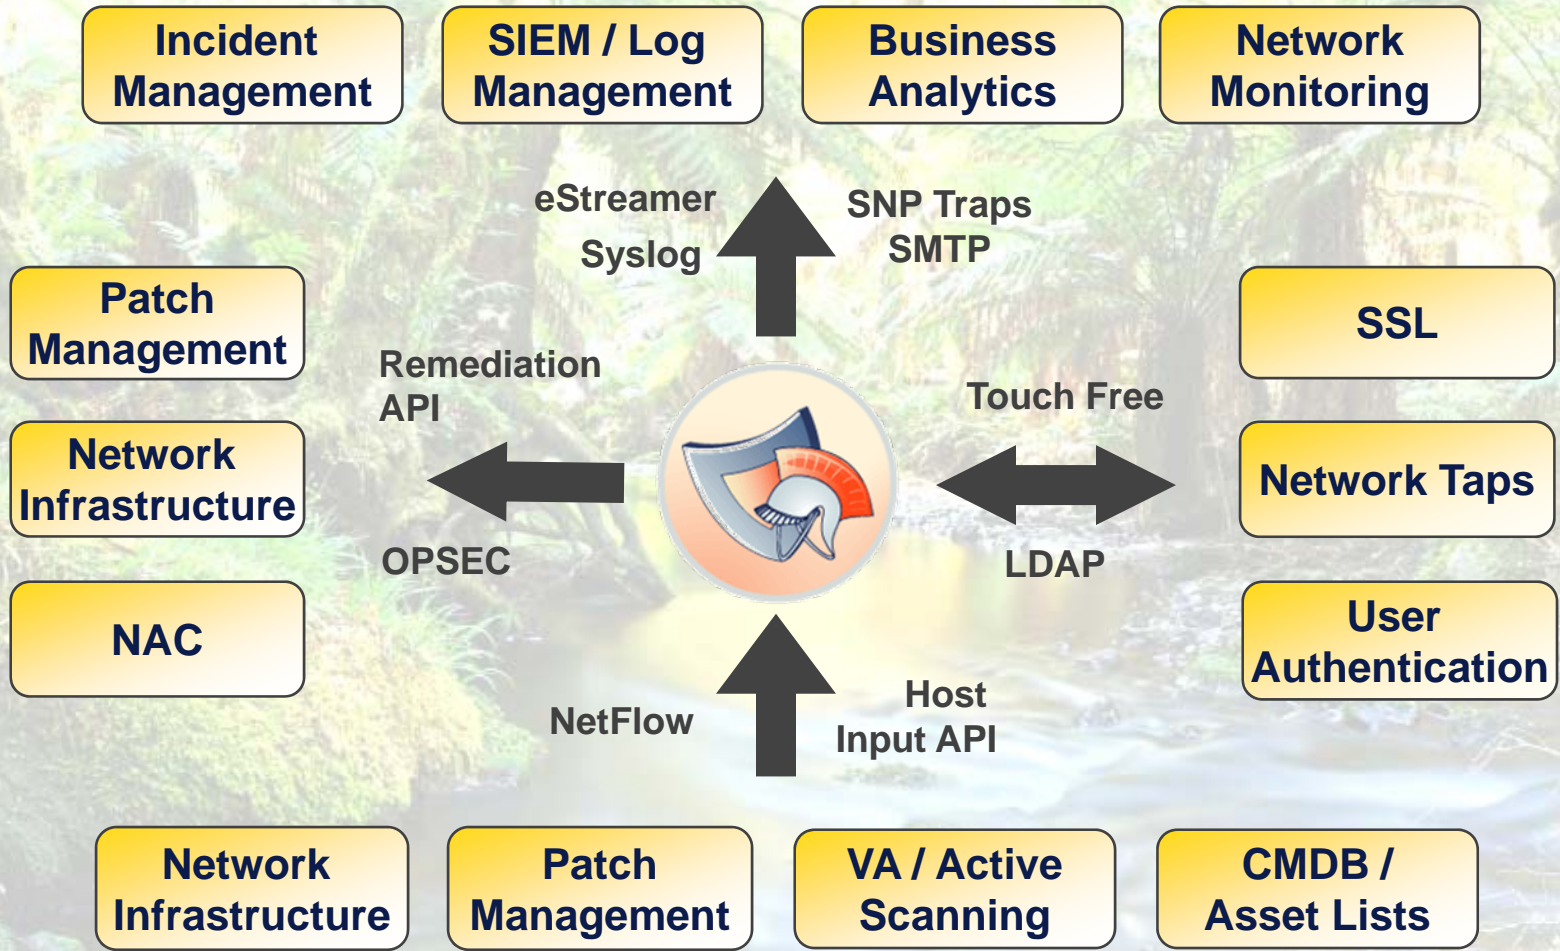 Incident
Management
SIEM / Log
Management
Business
Analytics
Network
Monitoring
eStreamer
Syslog
SNP Traps
SMTP
Patch
Management
Network
Infrastructure
NAC
Remediation
API
OPSEC
Touch Free
LDAP
SSL
Network Taps
User
Authentication
NetFlow
Host
Input API
Network
Infrastructure
Patch
Management
VA / Active
Scanning
CMDB /
Asset Lists